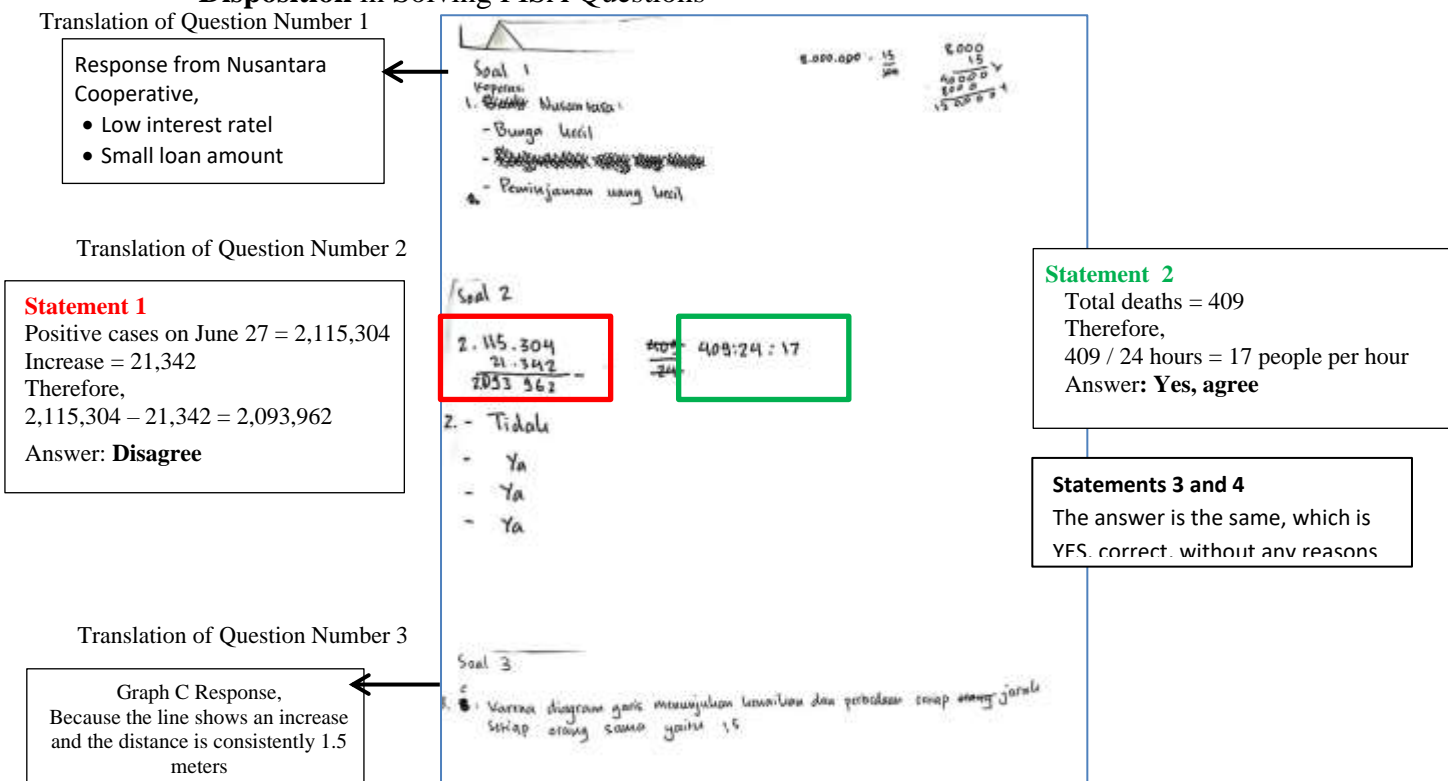 Disposition in Solving PISA Questions
Translation of Question Number 1
Response from Nusantara
Cooperative,
• Low interest ratel
• Small loan amount
Soal 1
Koperasi
1. Nusantara:
- Bunga kecil
-
- Peminjaman uang kecil
8.000.000 . 15
100
8.000
15
40000
8000
120000
Translation of Question Number 2
Statement 1
Positive cases on June 27 = 2,115,304
Increase = 21,342
Therefore,
2,115,304 – 21,342 = 2,093,962
Answer: Disagree
Soal 2
2.115.304
21.342
2093 962
409
24
409:24 : 17
2. - Tidak
- Ya
- Ya
- Ya
Statement 2
Total deaths = 409
Therefore,
409 / 24 hours = 17 people per hour
Answer: Yes, agree
Statements 3 and 4
The answer is the same, which is
YES, correct, without any reasons
Translation of Question Number 3
Graph C Response,
Because the line shows an increase
and the distance is consistently 1.5
meters
Soal 3
C
Karena diagram garis menunjukan kenaikan dan perbedaan setiap orang jarak
setiap orang sama yaitu 1,5